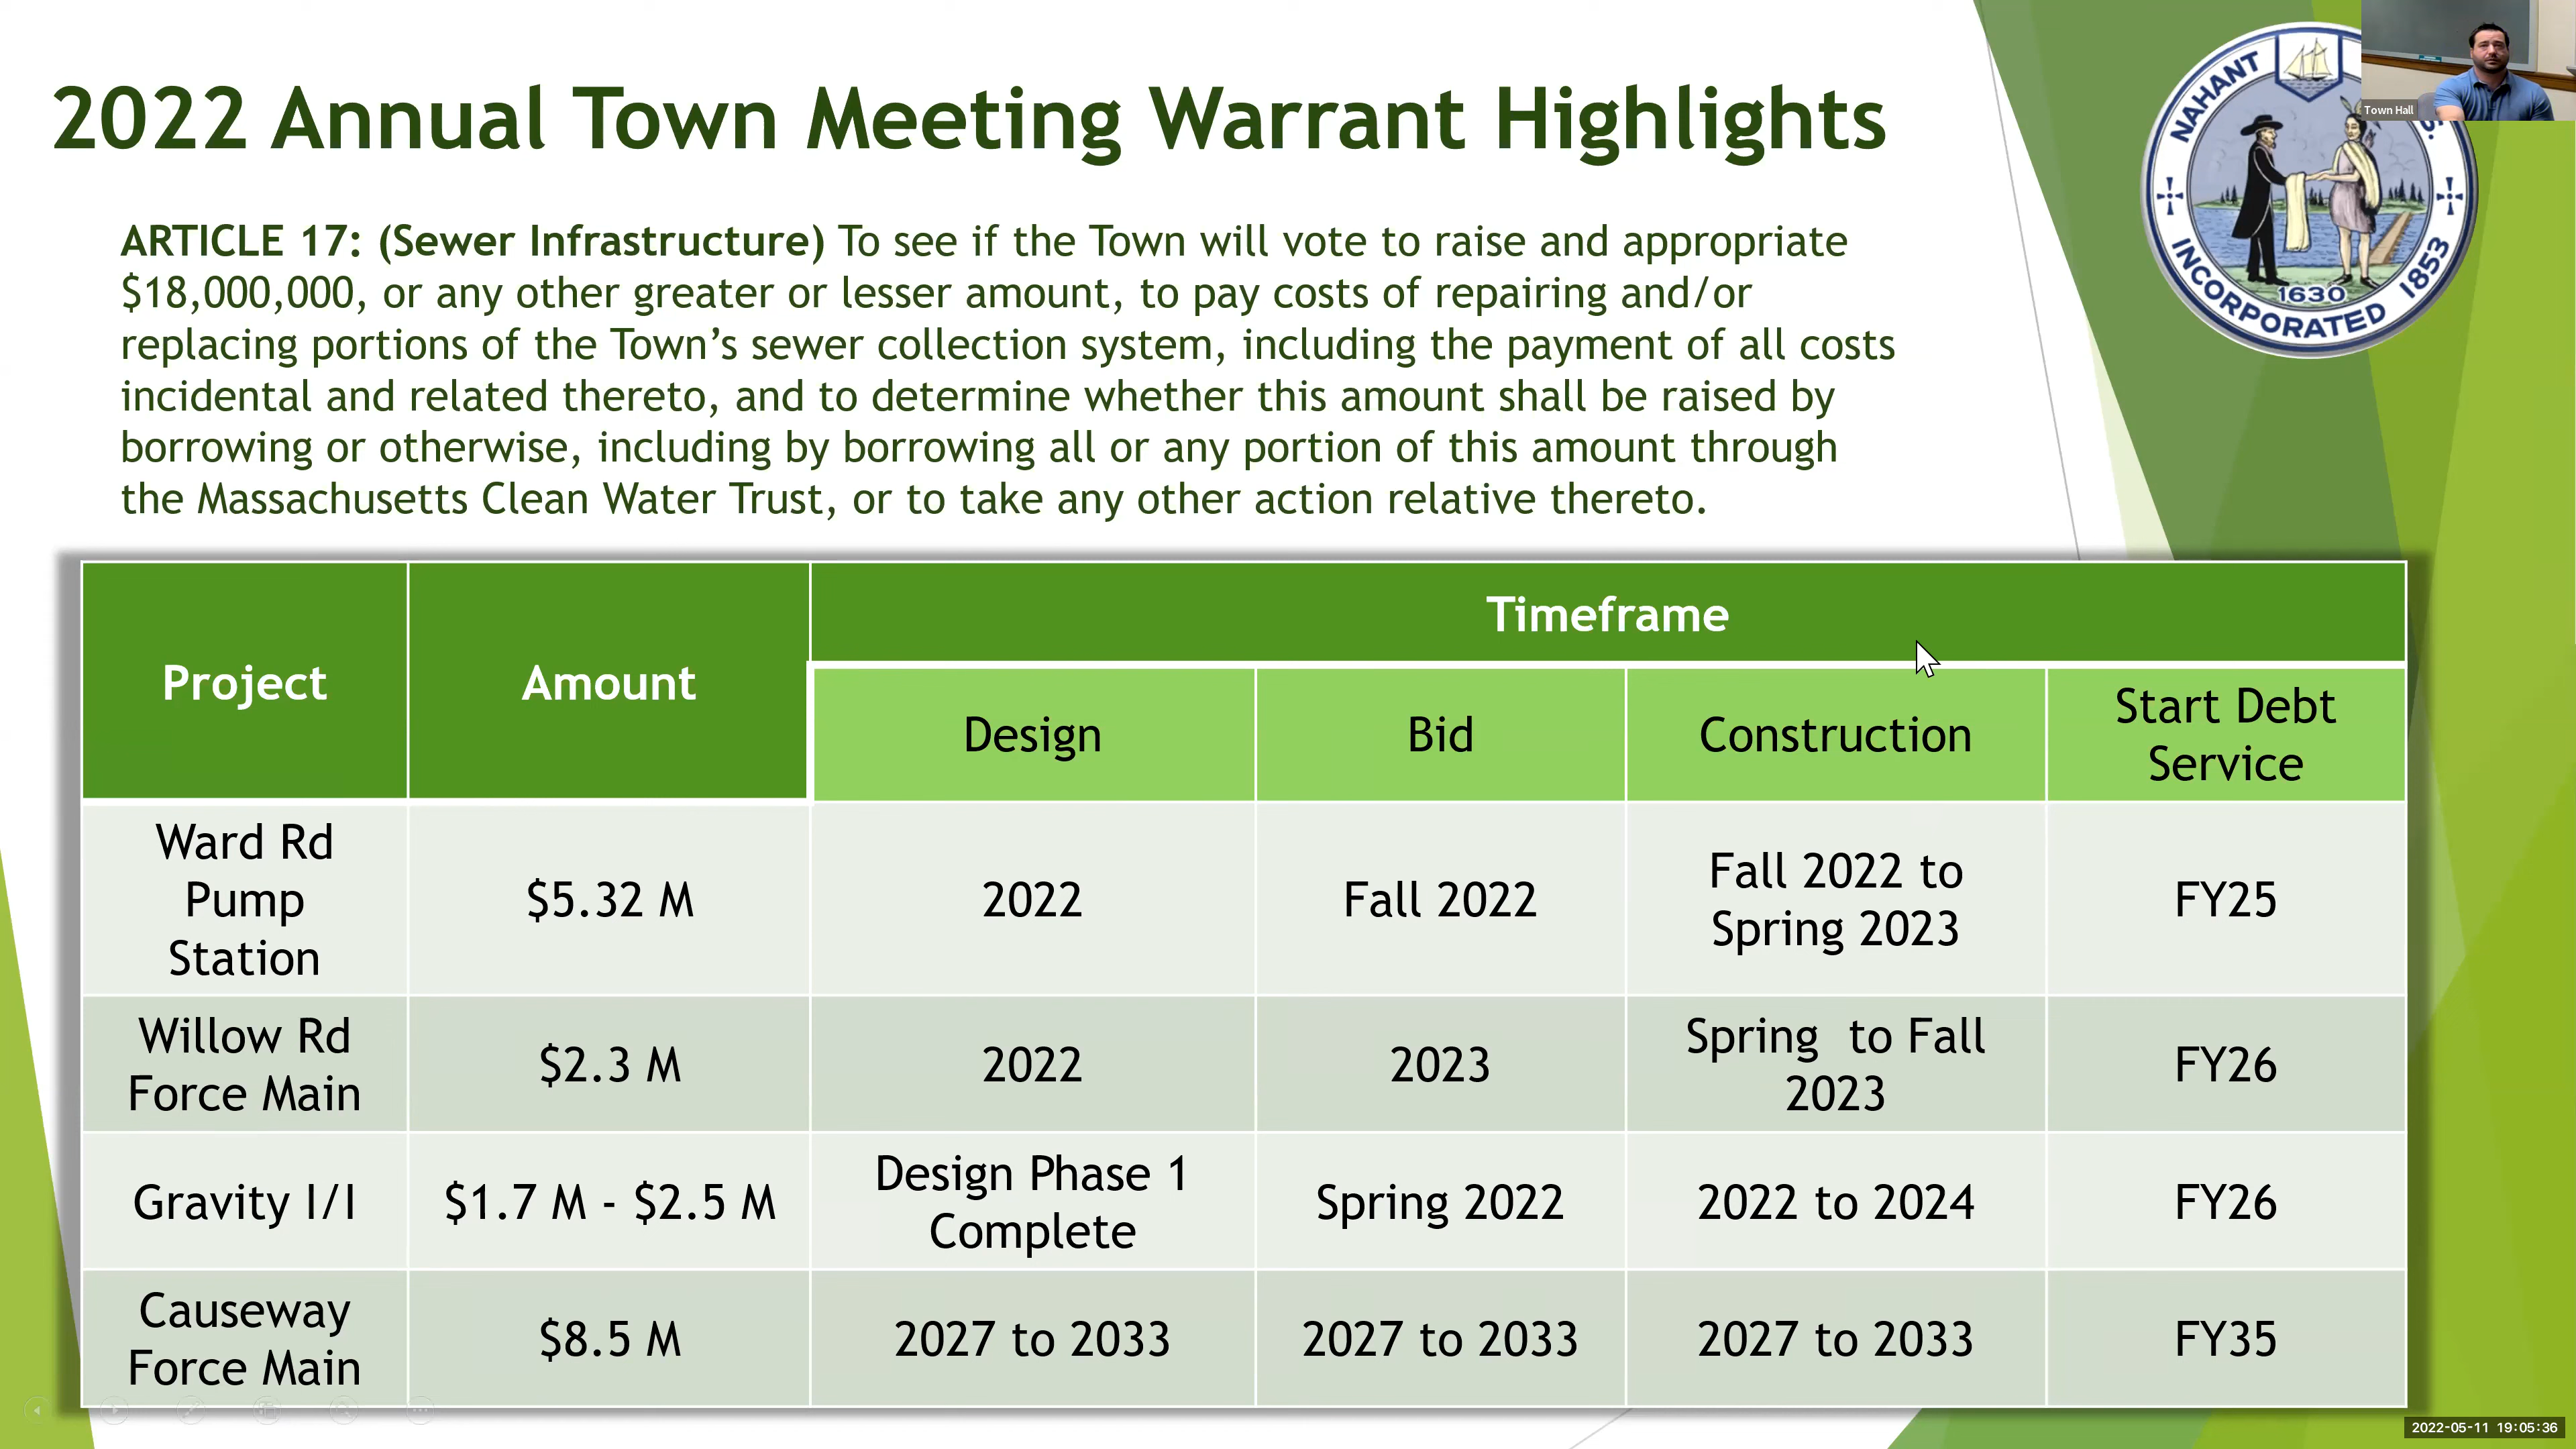 2022 Annual Town Meeting Warrant Highlights
NAHANT
INCORPORATED 1853
1630
Town Hall
ARTICLE 17: (Sewer Infrastructure) To see if the Town will vote to raise and appropriate
$18,000,000, or any other greater or lesser amount, to pay costs of repairing and/or
replacing portions of the Town’s sewer collection system, including the payment of all costs
incidental and related thereto, and to determine whether this amount shall be raised by
borrowing or otherwise, including by borrowing all or any portion of this amount through
the Massachusetts Clean Water Trust, or to take any other action relative thereto.
Project
Amount
Timeframe
Design
Bid
Construction
Start Debt
Service
Ward Rd
Pump
Station
$5.32 M
2022
Fall 2022
Fall 2022 to
Spring 2023
FY25
Willow Rd
Force Main
$2.3 M
2022
2023
Spring to Fall
2023
FY26
Gravity I/I
$1.7 M - $2.5 M
Design Phase 1
Complete
Spring 2022
2022 to 2024
FY26
Causeway
Force Main
$8.5 M
2027 to 2033
2027 to 2033
2027 to 2033
FY35
2022-05-11 19:05:36